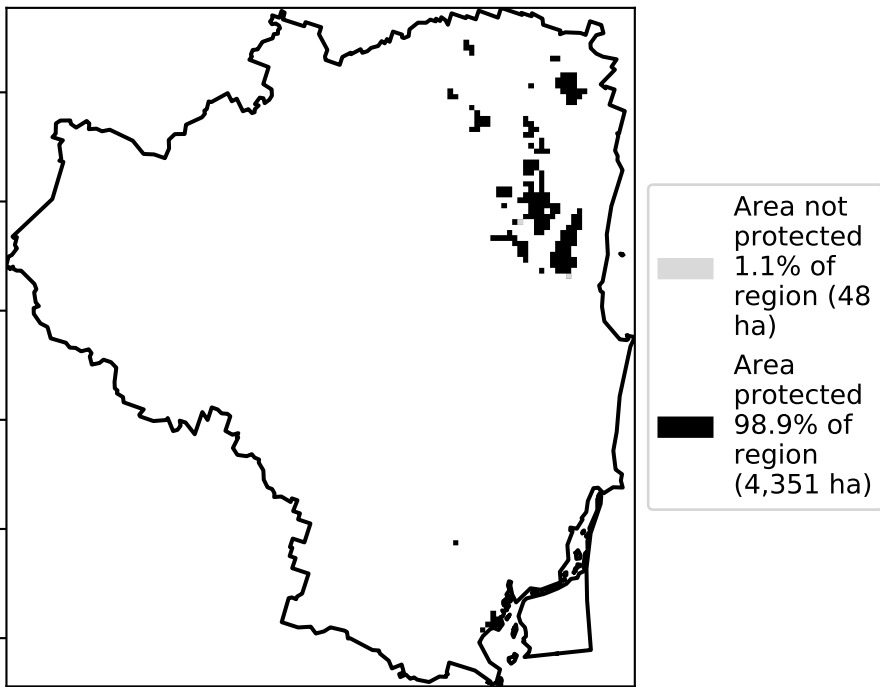 Area not
protected
1.1% of
region (48
ha)
Area
protected
98.9% of
region
(4,351 ha)